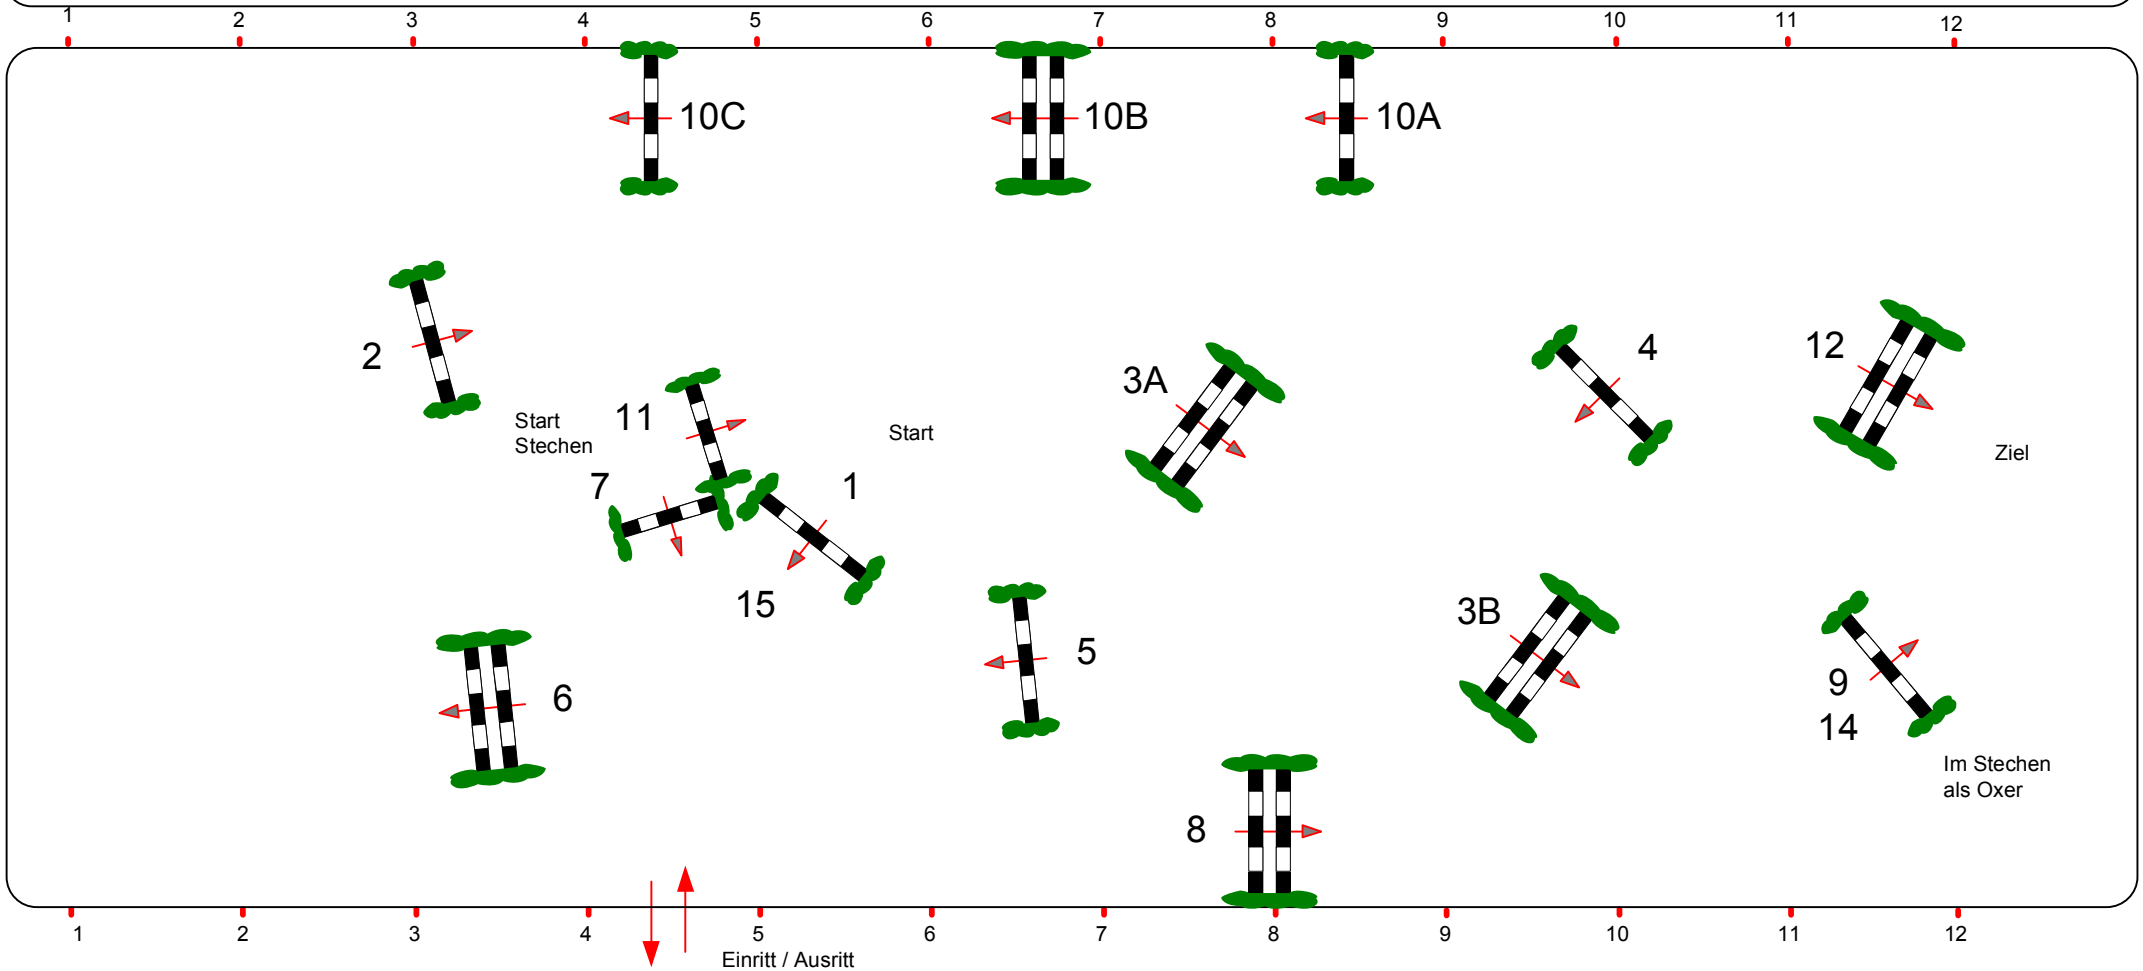 1 2 3 4 5 6 7 8 9 10 11 12
10C 10B 10A
2
3A
4
12
11
Start
Stechen
Start
Ziel
7
1
15
5
3B
6
9
14
8
Im Stechen
als Oxer
1 2 3 4 5 6 7 8 9 10 11 12
Einritt / Ausritt